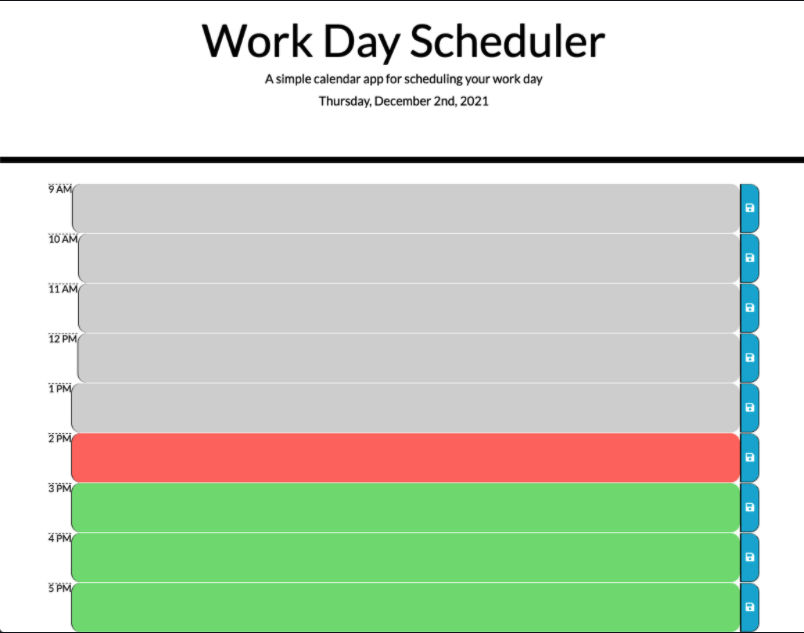 Work Day Scheduler
A simple calendar app for scheduling your work day
Thursday, December 2nd, 2021
9 AM
10 AM
11 AM
12 PM
1 PM
2 PM
3 PM
4 PM
5 PM